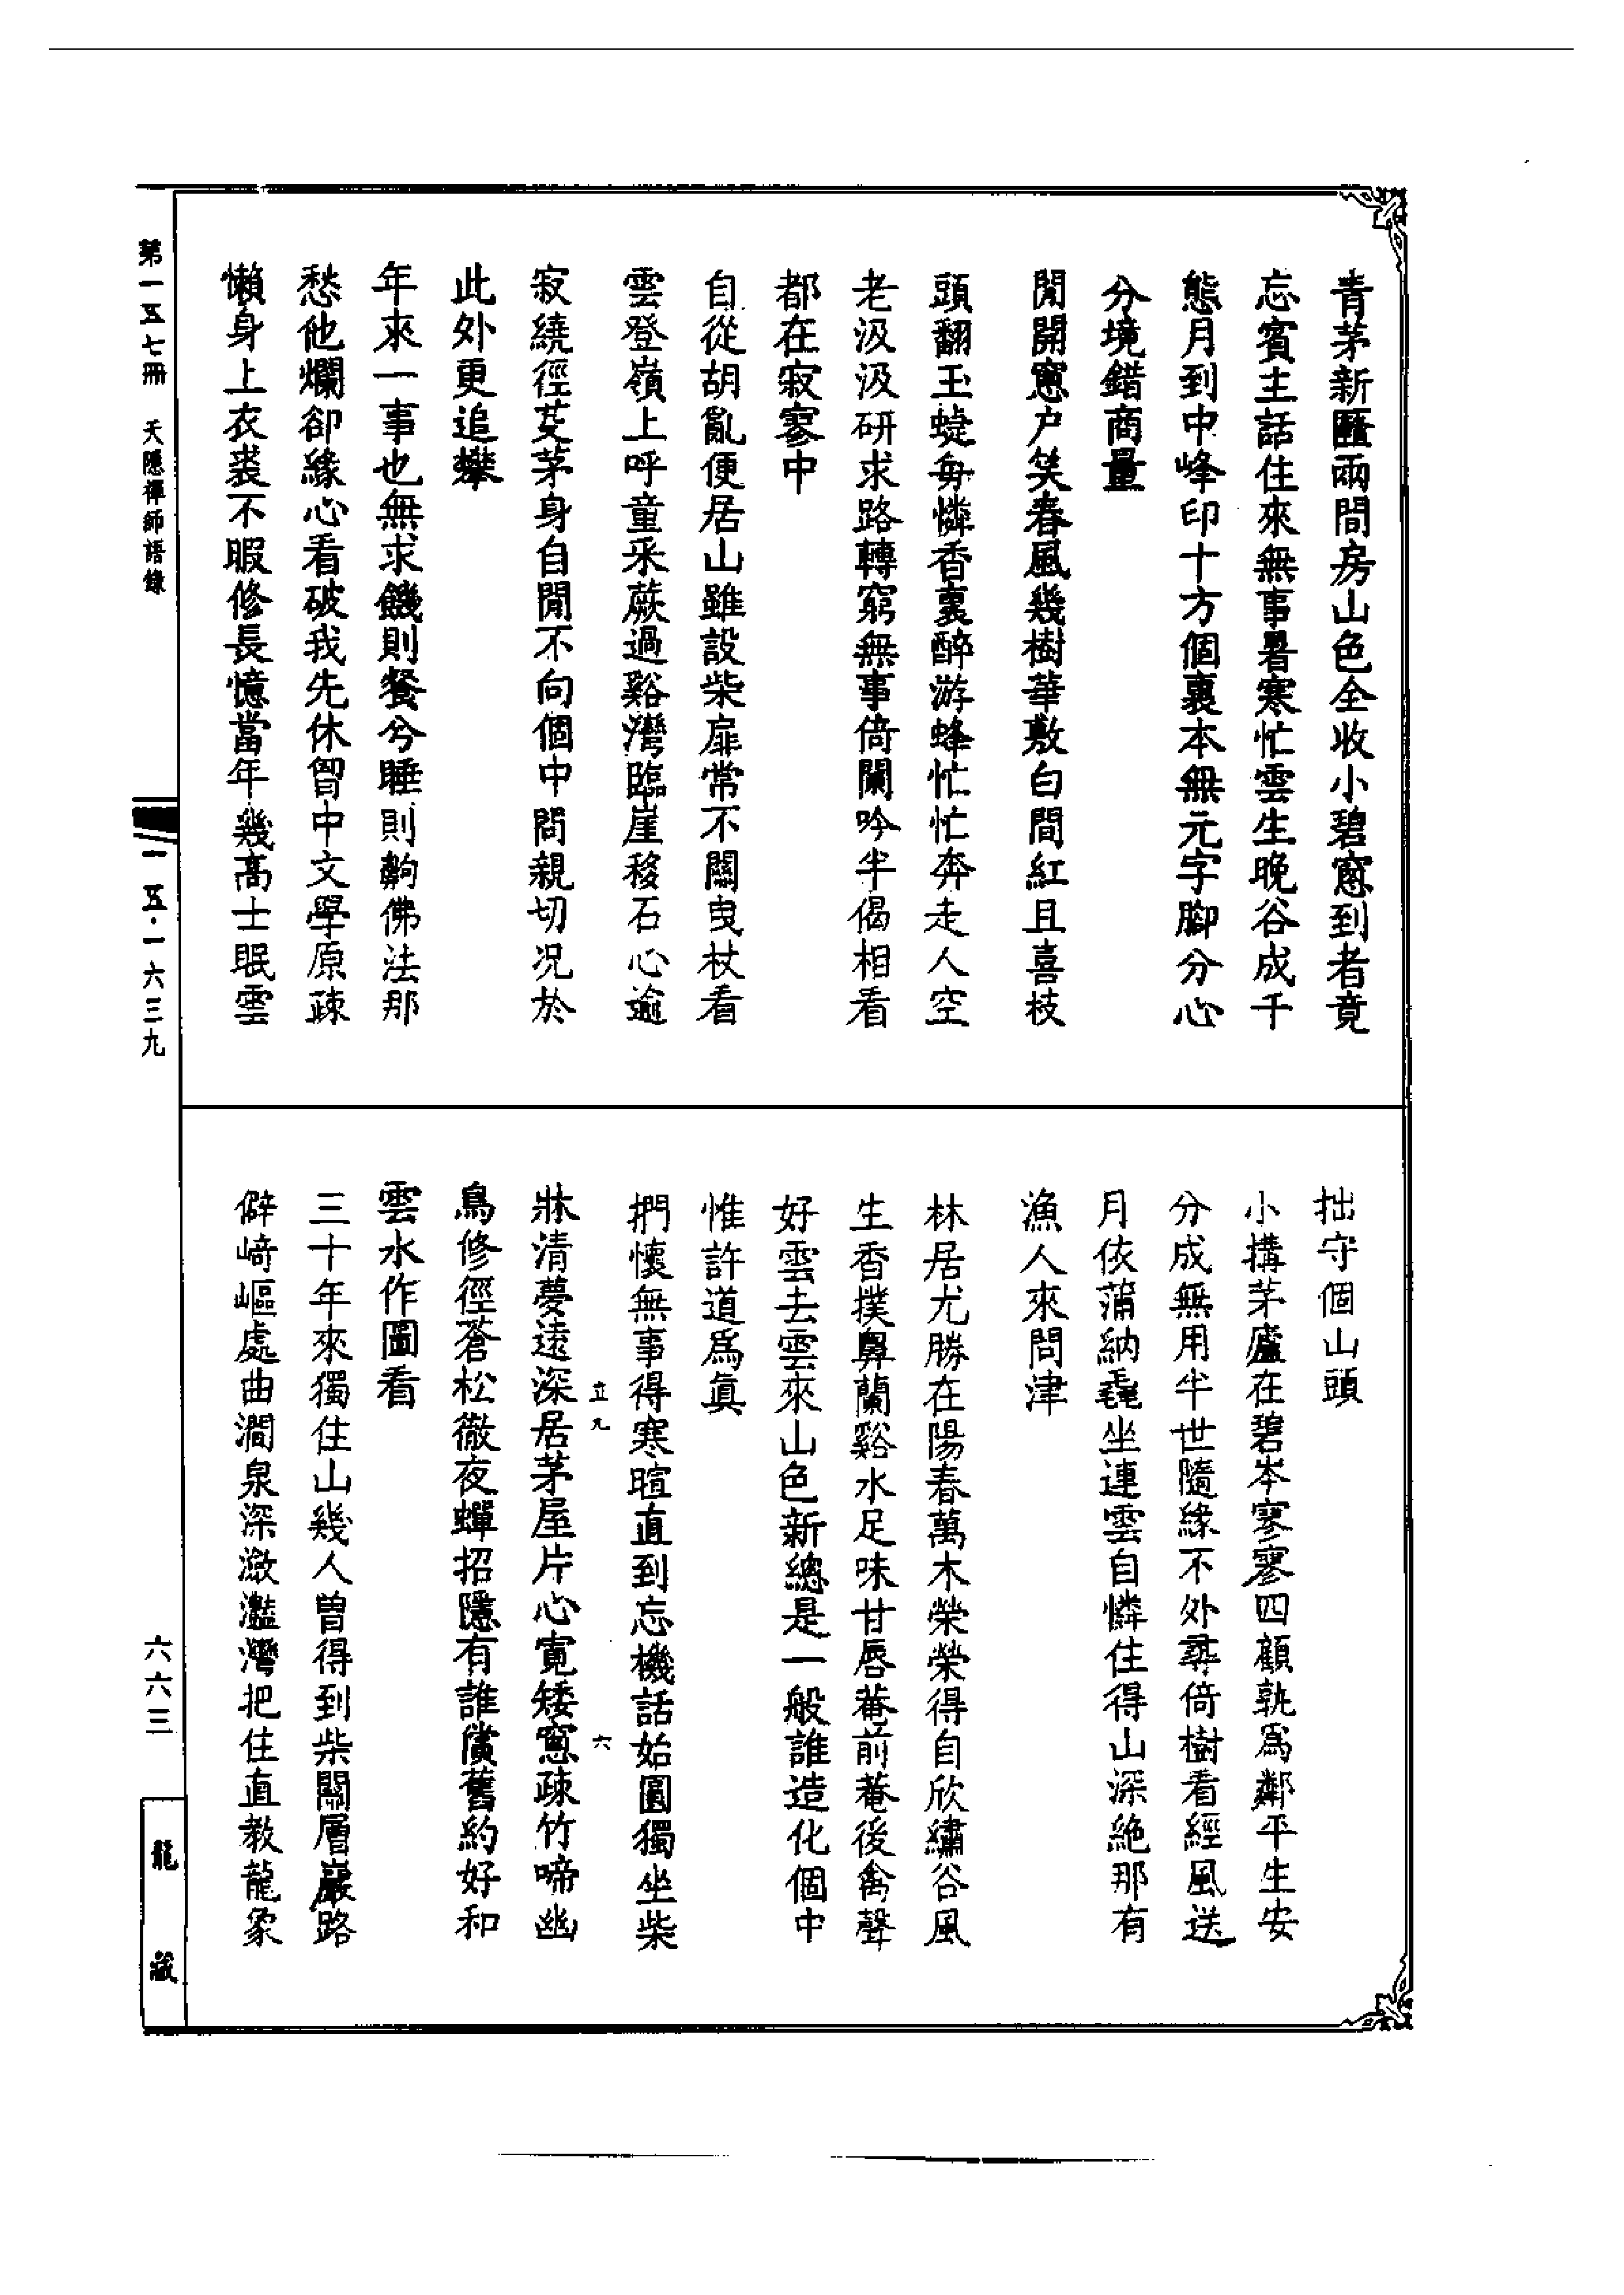 青茅新匾兩間房山色全收小碧窻到者竟
忘賓主話住來無事暑寒忙雲生晚谷成千
態月到中峰印十方個裏本無元字腳分心
分境錯商量
閒開窻户笑春風幾樹華敷白間紅且喜枝
頭翻玉蜨毋憐香裏醉游蜂忙忙奔走人空
老汲汲研求路轉窮無事倚闌吟半偈相看
都在寂寥中
自從胡亂便居山雖設柴扉常不關曳杖看
雲登嶺上呼童采蕨過谿灣臨崖移石心逾
寂繞徑芟茅身自閒不向個中問親切况於
此外更追攀
年來一事也無求饑則餐兮睡則齁佛法那
愁他爛卻緣心看破我先休胷中文學原疎
懶身上衣裘不暇修長憶當年幾高士眠雲
拙守個山頭
小搆茅廬在碧岑寥寥四顧孰爲鄰平生安
分成無用半世隨緣不外尋倚樹看經風送
月依蒲納毳坐連雲自憐住得山深絶那有
漁人來問津
林居尤勝在陽春萬木榮榮得自欣繡谷風
生香撲鼻蘭谿水足味甘唇菴前菴後禽聲
好雲去雲來山色新總是一般誰造化個中
惟許道爲眞
捫懷無事得寒暄直到忘機話始圓獨坐柴
牀清夢遠深居茅屋片心寬矮窻疎竹啼幽
鳥修徑蒼松徹夜蟬招隱有誰償舊約好和
雲水作圖看
三十年來獨住山幾人曽得到柴關層巖路
僻崎嶇處曲澗泉深激灔灣把住直教龍象
立九
六
第一五七冊 天隱禪師語錄
一五·一六三九
六六三
龍藏